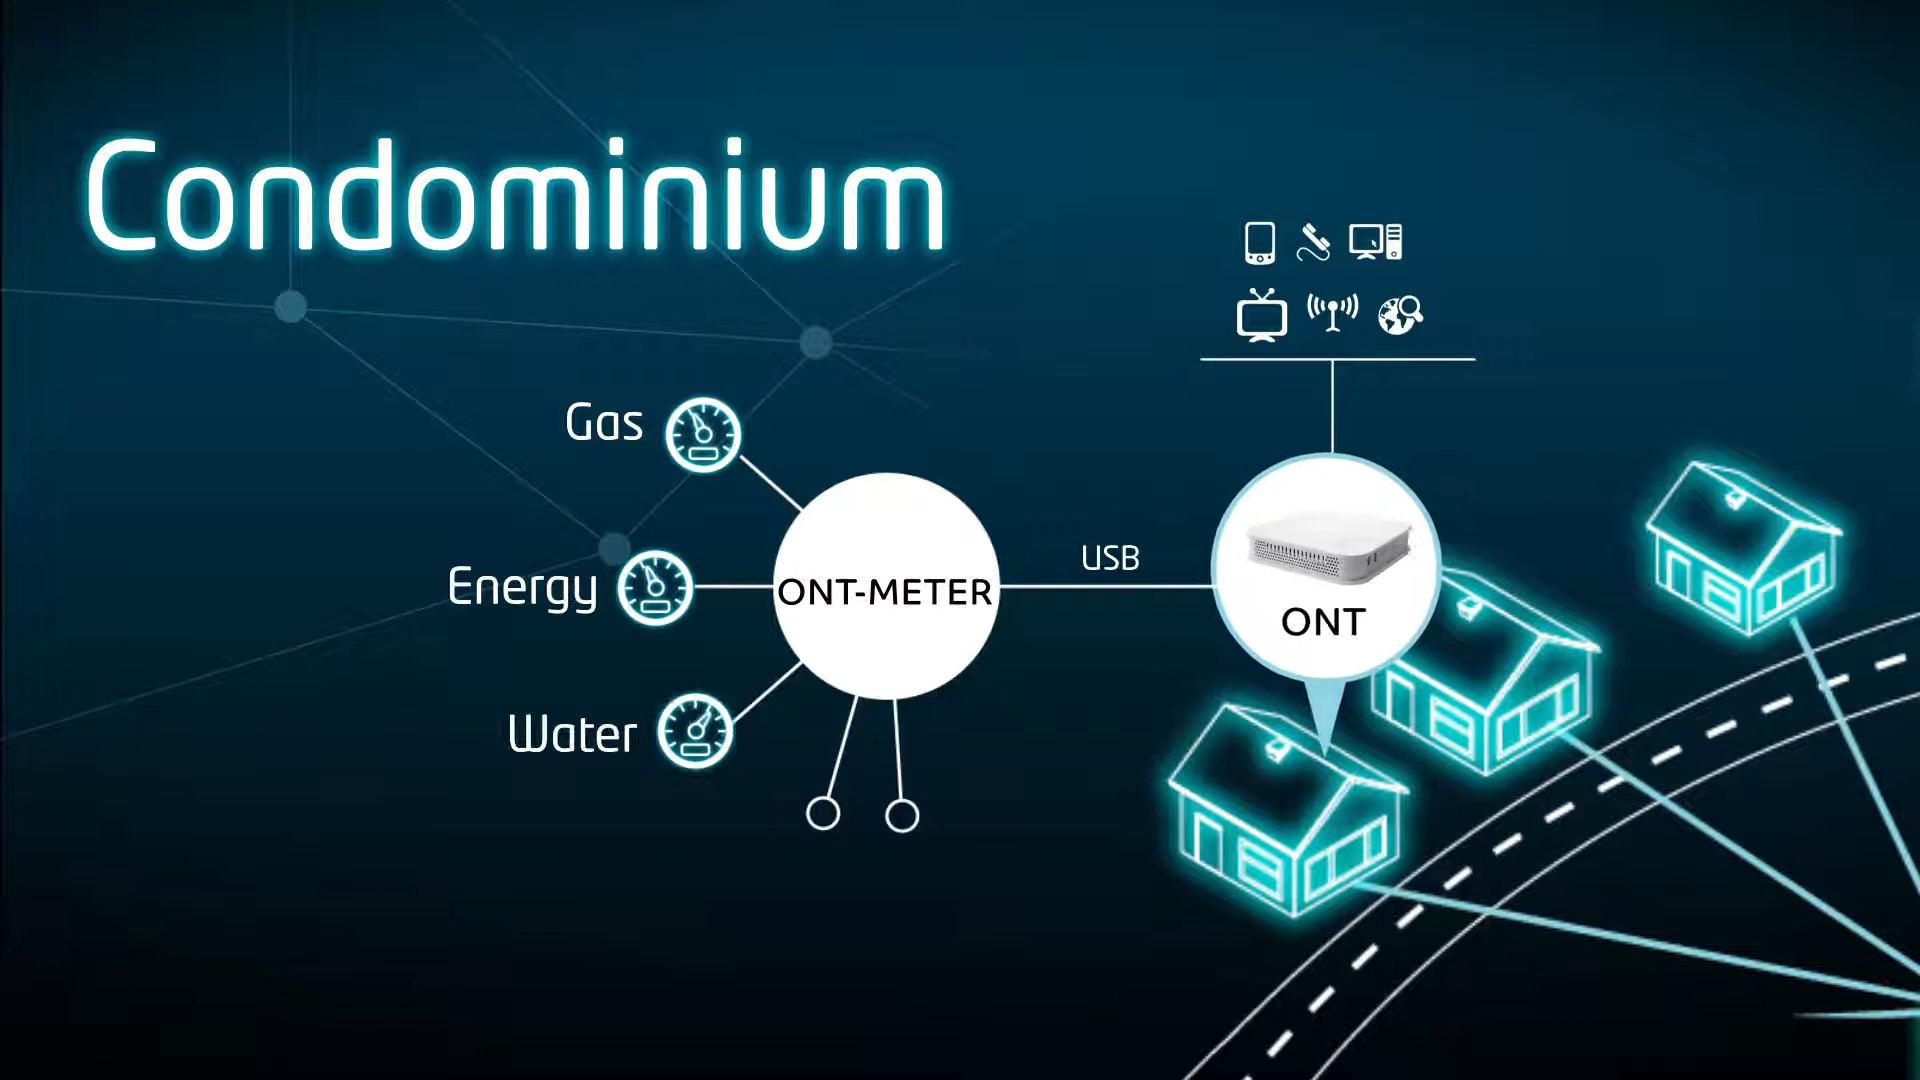 Condominium
Gas
Energy
Water
ONT-METER
USB
ONT